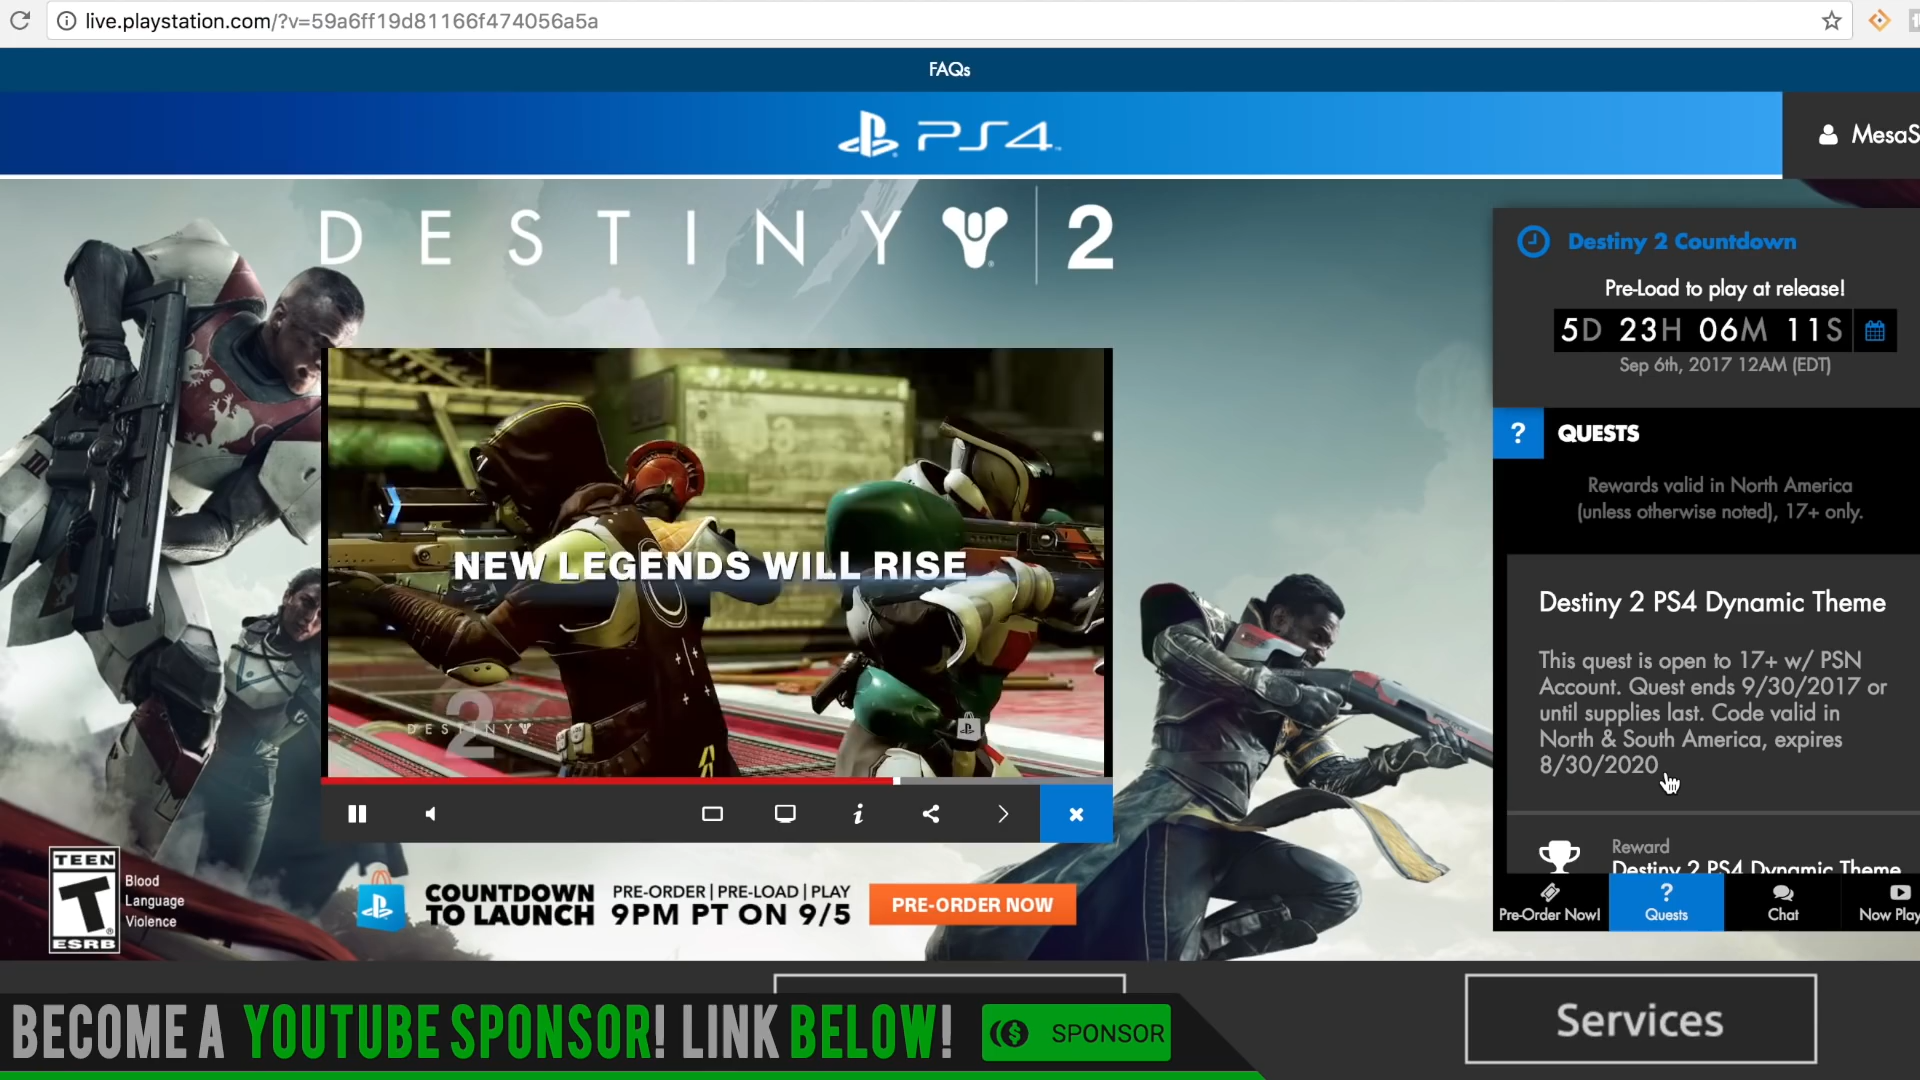 live.playstation.com/?v=59a6ff19d81166f474056a5a
FAQs
PS4
MesaS
DESTINY 2
Destiny 2 Countdown
Pre-Load to play at release!
5D 23H 06M 11S
Sep 6th, 2017 12AM (EDT)
? QUESTS
Rewards valid in North America
(unless otherwise noted), 17+ only.
NEW LEGENDS WILL RISE
DESTINY 2
Destiny 2 PS4 Dynamic Theme
This quest is open to 17+ w/ PSN
Account. Quest ends 9/30/2017 or
until supplies last. Code valid in
North & South America, expires
8/30/2020
Reward
Destiny 2 PS4 Dynamic Theme
Pre-Order Now!
?
Quests
Chat
Now Play
TEEN
T
ESRB
Blood
Language
Violence
COUNTDOWN
TO LAUNCH
PRE-ORDER | PRE-LOAD | PLAY
9PM PT ON 9/5
PRE-ORDER NOW
BECOME A YOUTUBE SPONSOR! LINK BELOW!
SPONSOR
Services